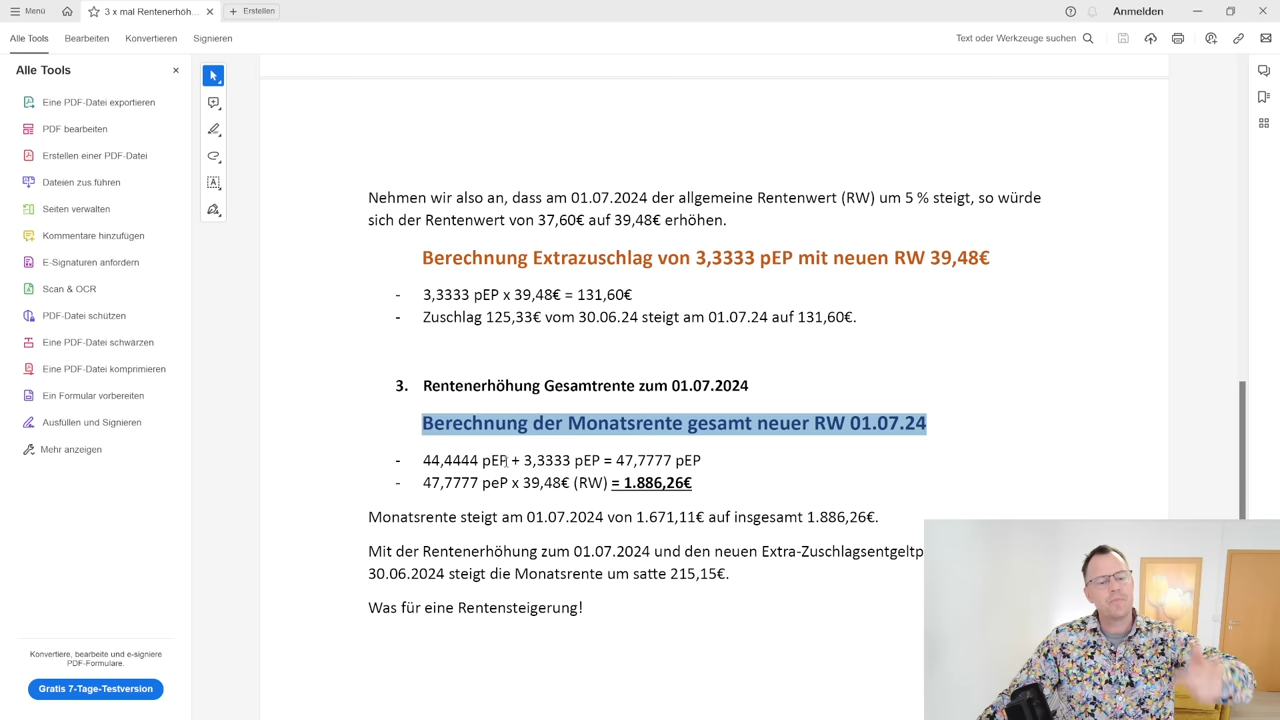 Menü
3 x mal Rentenerhöh...
Erstellen
Anmelden
Alle Tools
Bearbeiten
Konvertieren
Signieren
Text oder Werkzeuge suchen
Alle Tools
Eine PDF-Datei exportieren
PDF bearbeiten
Erstellen einer PDF-Datei
Dateien zus.führen
Seiten verwalten
Kommentare hinzufügen
E-Signaturen anfordern
Scan & OCR
PDF-Datei schützen
Eine PDF-Datei schwärzen
Eine PDF-Datei komprimieren
Ein Formular vorbereiten
Ausfüllen und Signieren
Mehr anzeigen
Konvertiere, bearbeite und e-signiere
PDF-Formulare.
Gratis 7-Tage-Testversion
Nehmen wir also an, dass am 01.07.2024 der allgemeine Rentenwert (RW) um 5 % steigt, so würde
sich der Rentenwert von 37,60€ auf 39,48€ erhöhen.
Berechnung Extrazuschlag von 3,3333 pEP mit neuen RW 39,48€
- 3,3333 pEP x 39,48€ = 131,60€
- Zuschlag 125,33€ vom 30.06.24 steigt am 01.07.24 auf 131,60€.
3. Rentenerhöhung Gesamtrente zum 01.07.2024
Berechnung der Monatsrente gesamt neuer RW 01.07.24
- 44,4444 pEP + 3,3333 pEP = 47,7777 pEP
- 47,7777 peP x 39,48€ (RW) = 1.886,26€
Monatsrente steigt am 01.07.2024 von 1.671,11€ auf insgesamt 1.886,26€.
Mit der Rentenerhöhung zum 01.07.2024 und den neuen Extra-Zuschlagsentgeltp
30.06.2024 steigt die Monatsrente um satte 215,15€.
Was für eine Rentensteigerung!